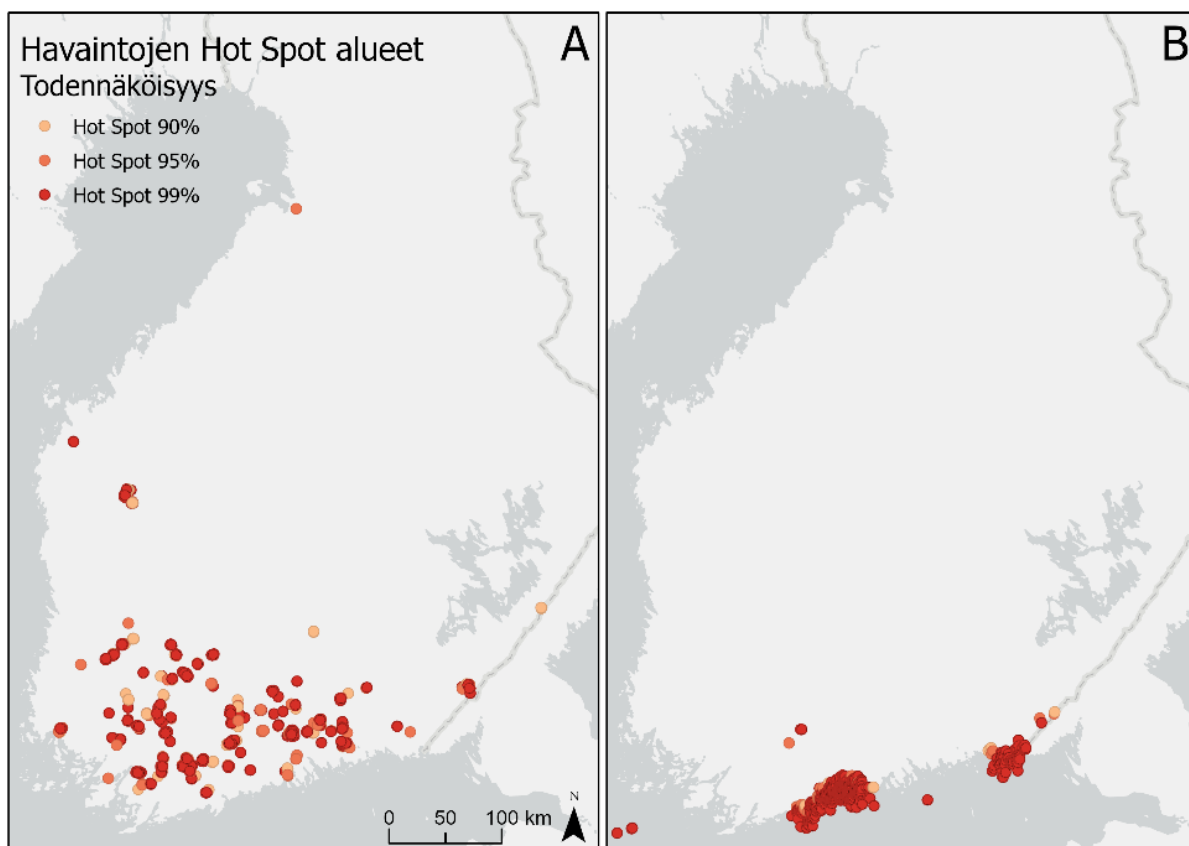 Havaintojen Hot Spot alueet
Todennäköisyys
Hot Spot 90%
Hot Spot 95%
Hot Spot 99%
A
B
0 50 100 km
N